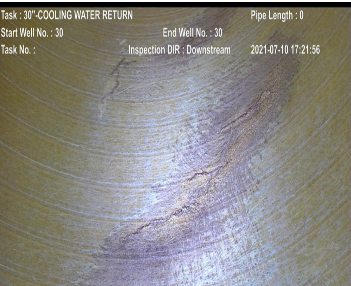 Task : 30"-COOLING WATER RETURN Pipe Length : 0
Start Well No. : 30 End Well No. : 30
Task No. : Inspection DIR : Downstream 2021-07-10 17:21:56